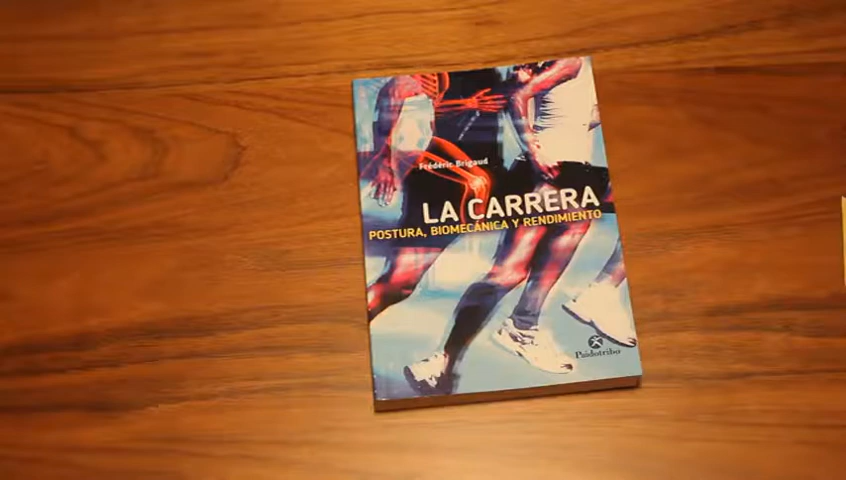 Frédéric Brigaud
LA CARRERA
POSTURA, BIOMECÁNICA Y RENDIMIENTO
Paidotribo